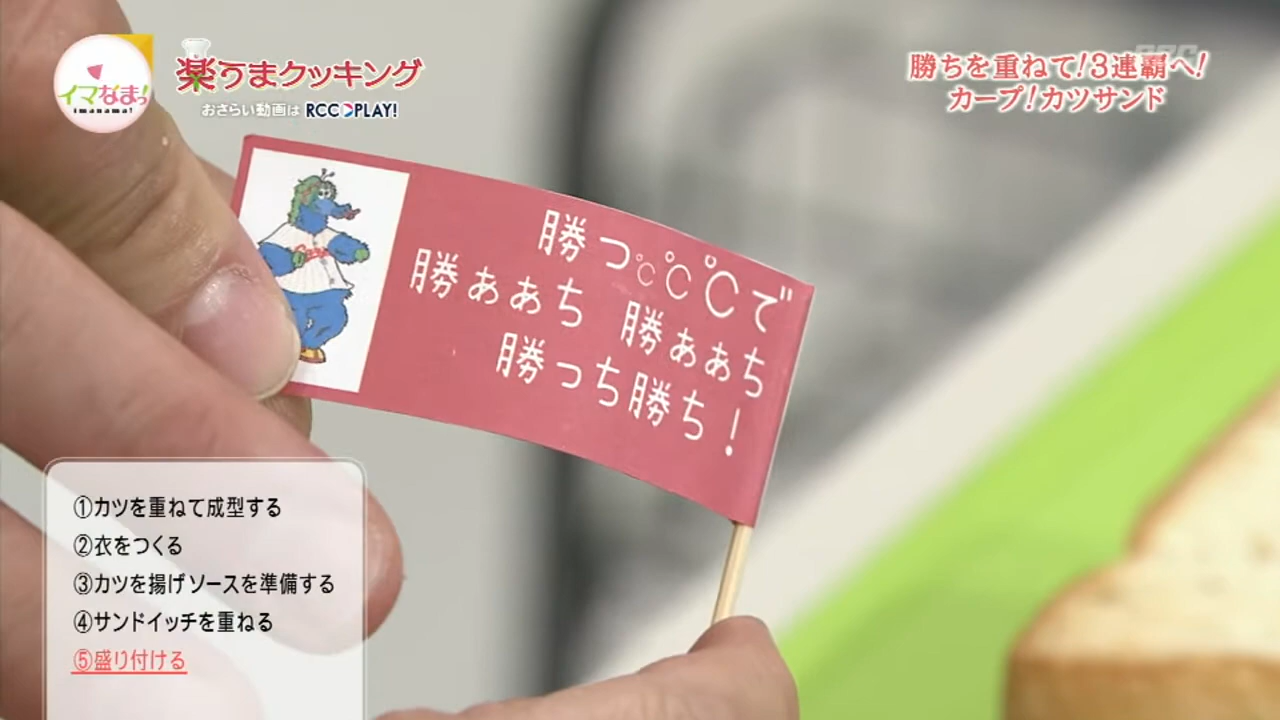 イマなまっ!
imanama!
楽うまクッキング
おさらい動画は RCC PLAY!
RCC
勝ちを重ねて!3連覇へ!
カープ!カツサンド
勝つ℃℃℃で
勝ぁぁち 勝ぁぁち
勝っち勝ち!
①カツを重ねて成型する
②衣をつくる
③カツを揚げソースを準備する
④サンドイッチを重ねる
⑤盛り付ける